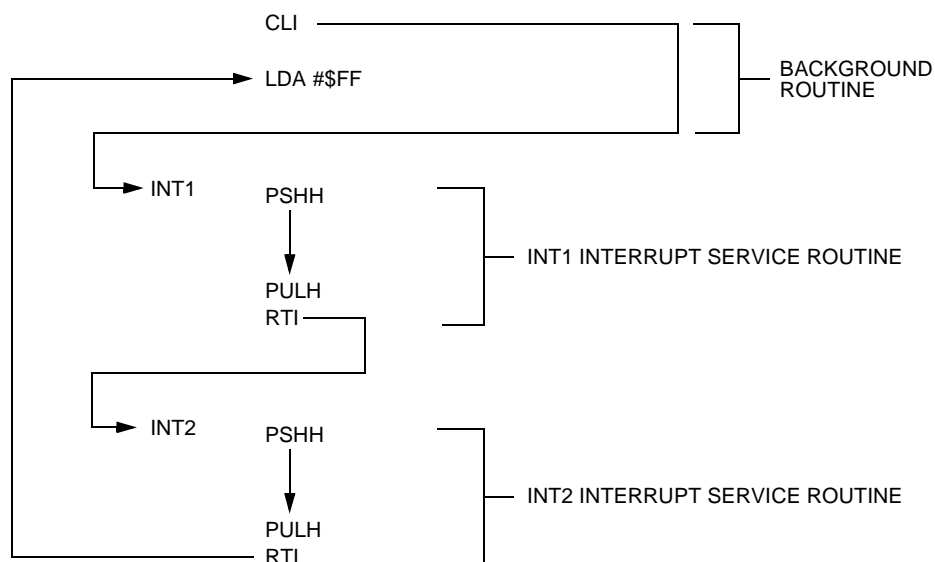 CLI
LDA #$FF
BACKGROUND
ROUTINE
INT1
PSHH
INT1 INTERRUPT SERVICE ROUTINE
PULH
RTI
INT2
PSHH
INT2 INTERRUPT SERVICE ROUTINE
PULH
RTI